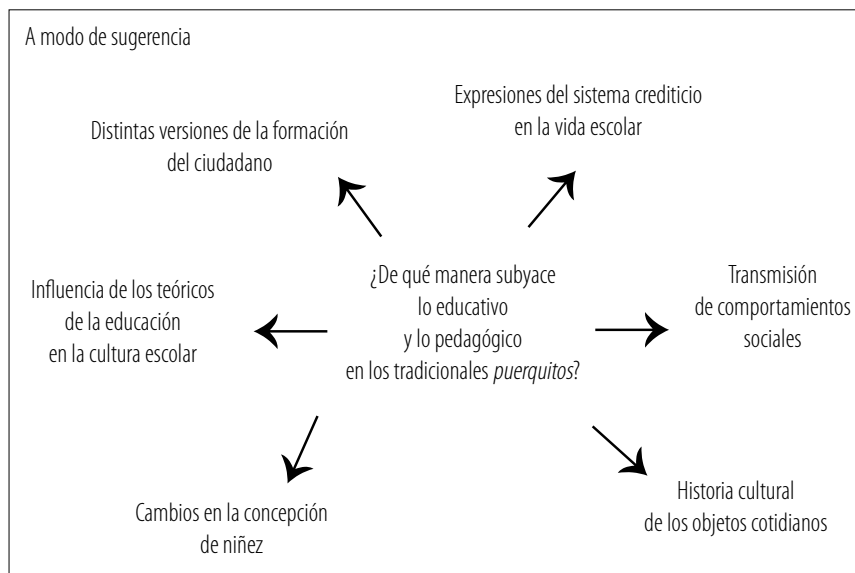 A modo de sugerencia
Expresiones del sistema crediticio
en la vida escolar
Distintas versiones de la formación
del ciudadano
Influencia de los teóricos
de la educación
en la cultura escolar
¿De qué manera subyace
lo educativo
y lo pedagógico
en los tradicionales puerquitos?
Transmisión
de comportamientos
sociales
Cambios en la concepción
de niñez
Historia cultural
de los objetos cotidianos